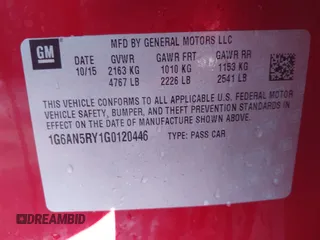 GM
MFD BY GENERAL MOTORS LLC
10/15
GVWR
2163 KG
4767 LB
GAWR FRT
1010 KG
2226 LB
GAWR RR
1153 KG
2541 LB
THIS VEHICLE CONFORMS TO ALL APPLICABLE U.S. FEDERAL MOTOR
VEHICLE SAFETY, BUMPER, AND THEFT PREVENTION STANDARDS IN
EFFECT ON THE DATE OF MANUFACTURE SHOWN ABOVE.
1G6AN5RY1G0120446
TYPE: PASS CAR
DREAMBID